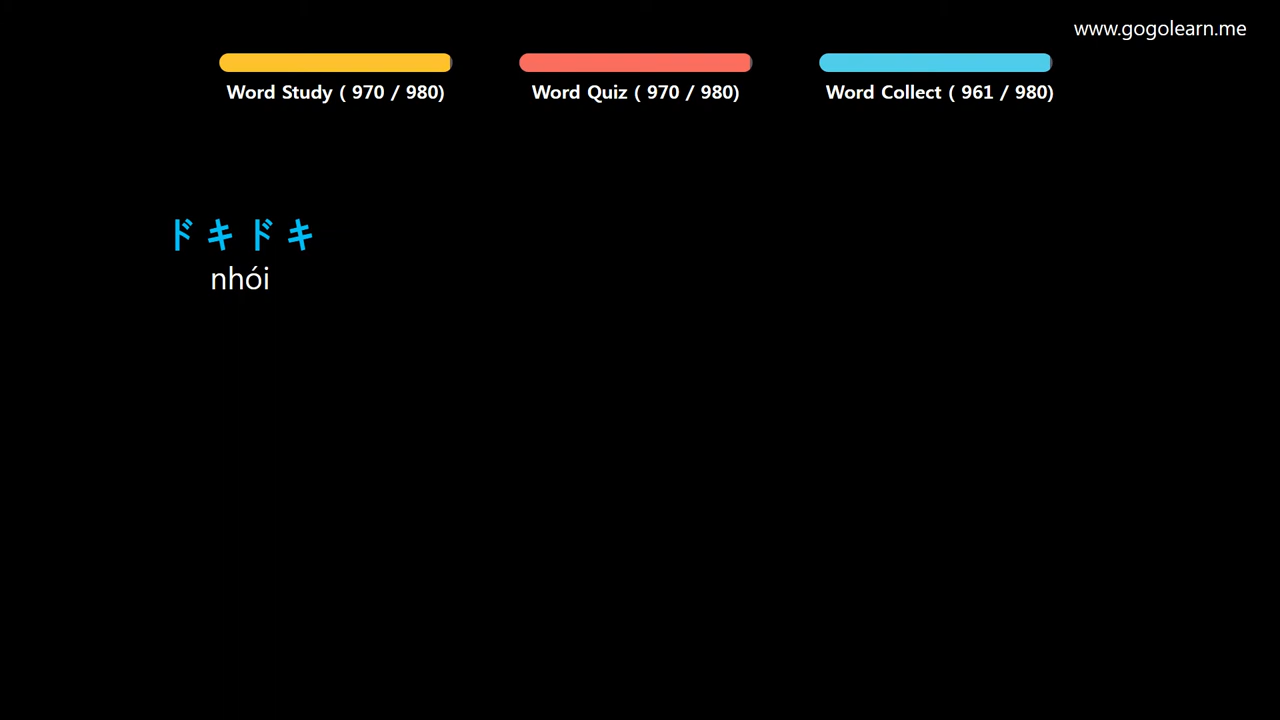 www.gogolearn.me
Word Study ( 970 / 980)
Word Quiz ( 970 / 980)
Word Collect ( 961 / 980)
ドキドキ
nhói